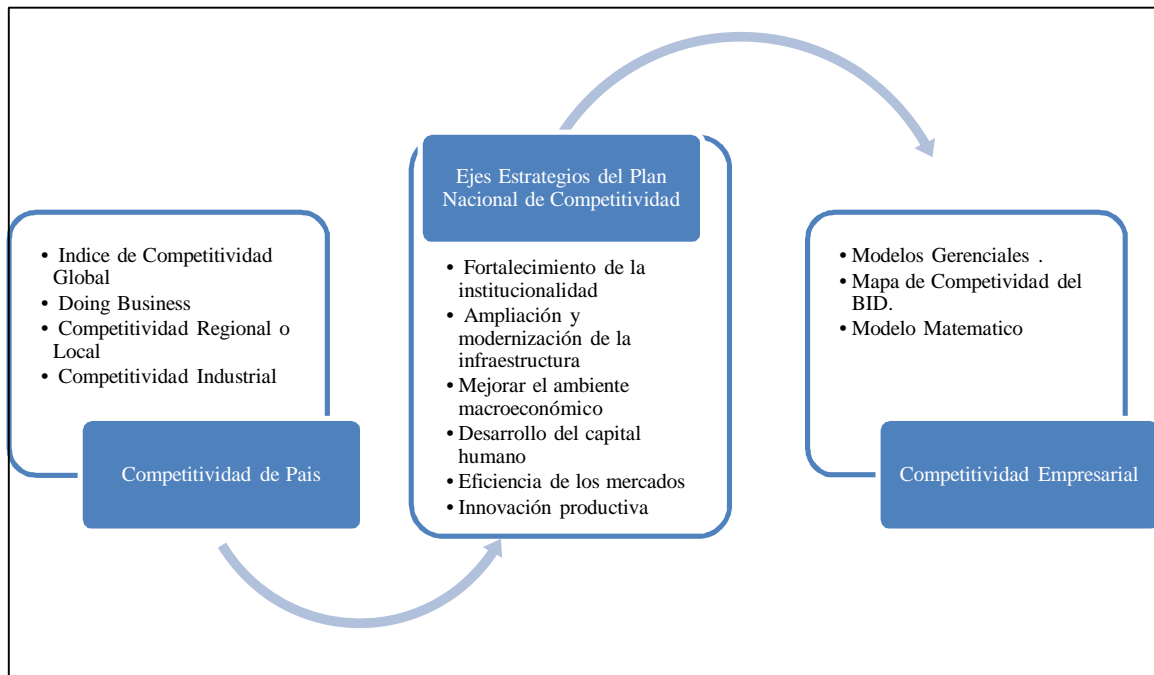 • Indice de Competividad
Global
• Doing Business
• Competitividad Regional o
Local
• Competitividad Industrial
Competitividad de Pais
Ejes Estrategios del Plan
Nacional de Competitividad
• Fortalecimiento de la
institucionalidad
• Ampliación y
modernización de la
infraestructura
• Mejorar el ambiente
macroeconómico
• Desarrollo del capital
humano
• Eficiencia de los mercados
• Innovación productiva
• Modelos Gerenciales .
• Mapa de Competividad del
BID.
• Modelo Matematico
Competitividad Empresarial